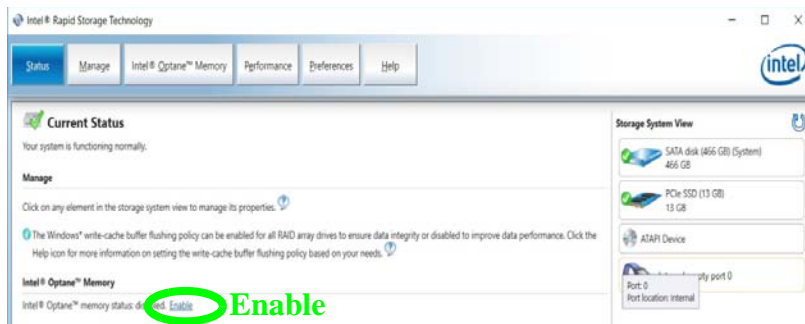 Intel® Rapid Storage Technology
Status
Manage
Intel® Optane™ Memory
Performance
Preferences
Help
intel
Current Status
Your system is functioning normally.
Manage
Click on any element in the storage system view to manage its properties.
The Windows* write-cache buffer flushing policy can be enabled for all RAID array drives to ensure data integrity or disabled to improve data performance. Click the
Help icon for more information on setting the write-cache buffer flushing policy based on your needs.
Intel® Optane™ Memory
Intel® Optane™ memory status: Enable
Enable
Storage System View
SATA disk (466 GB) (System)
466 GB
PCIe SSD (13 GB)
13 GB
ATAPI Device
port 0
Port: 0
Port location: internal